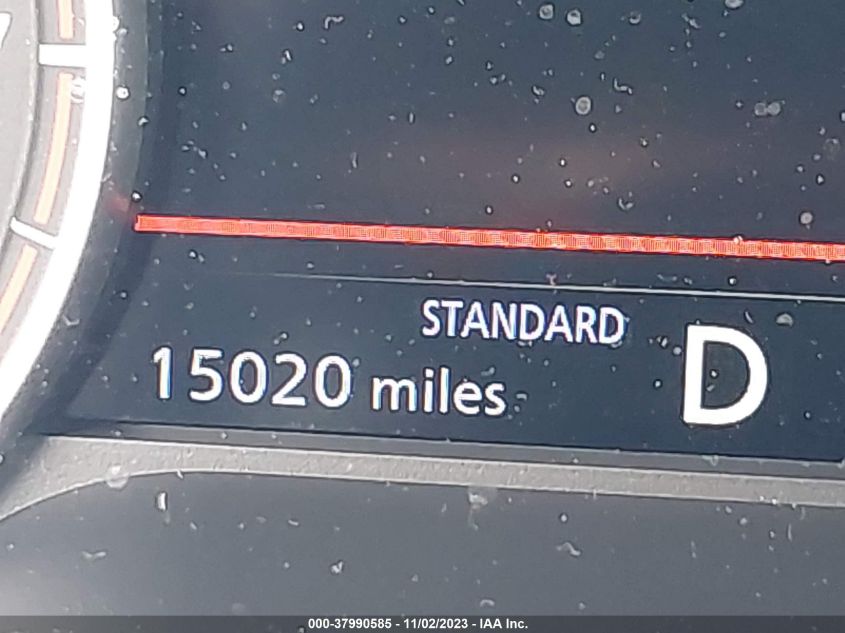 STANDARD
15020 miles
D
000-37990585 - 11/02/2023 - IAA Inc.